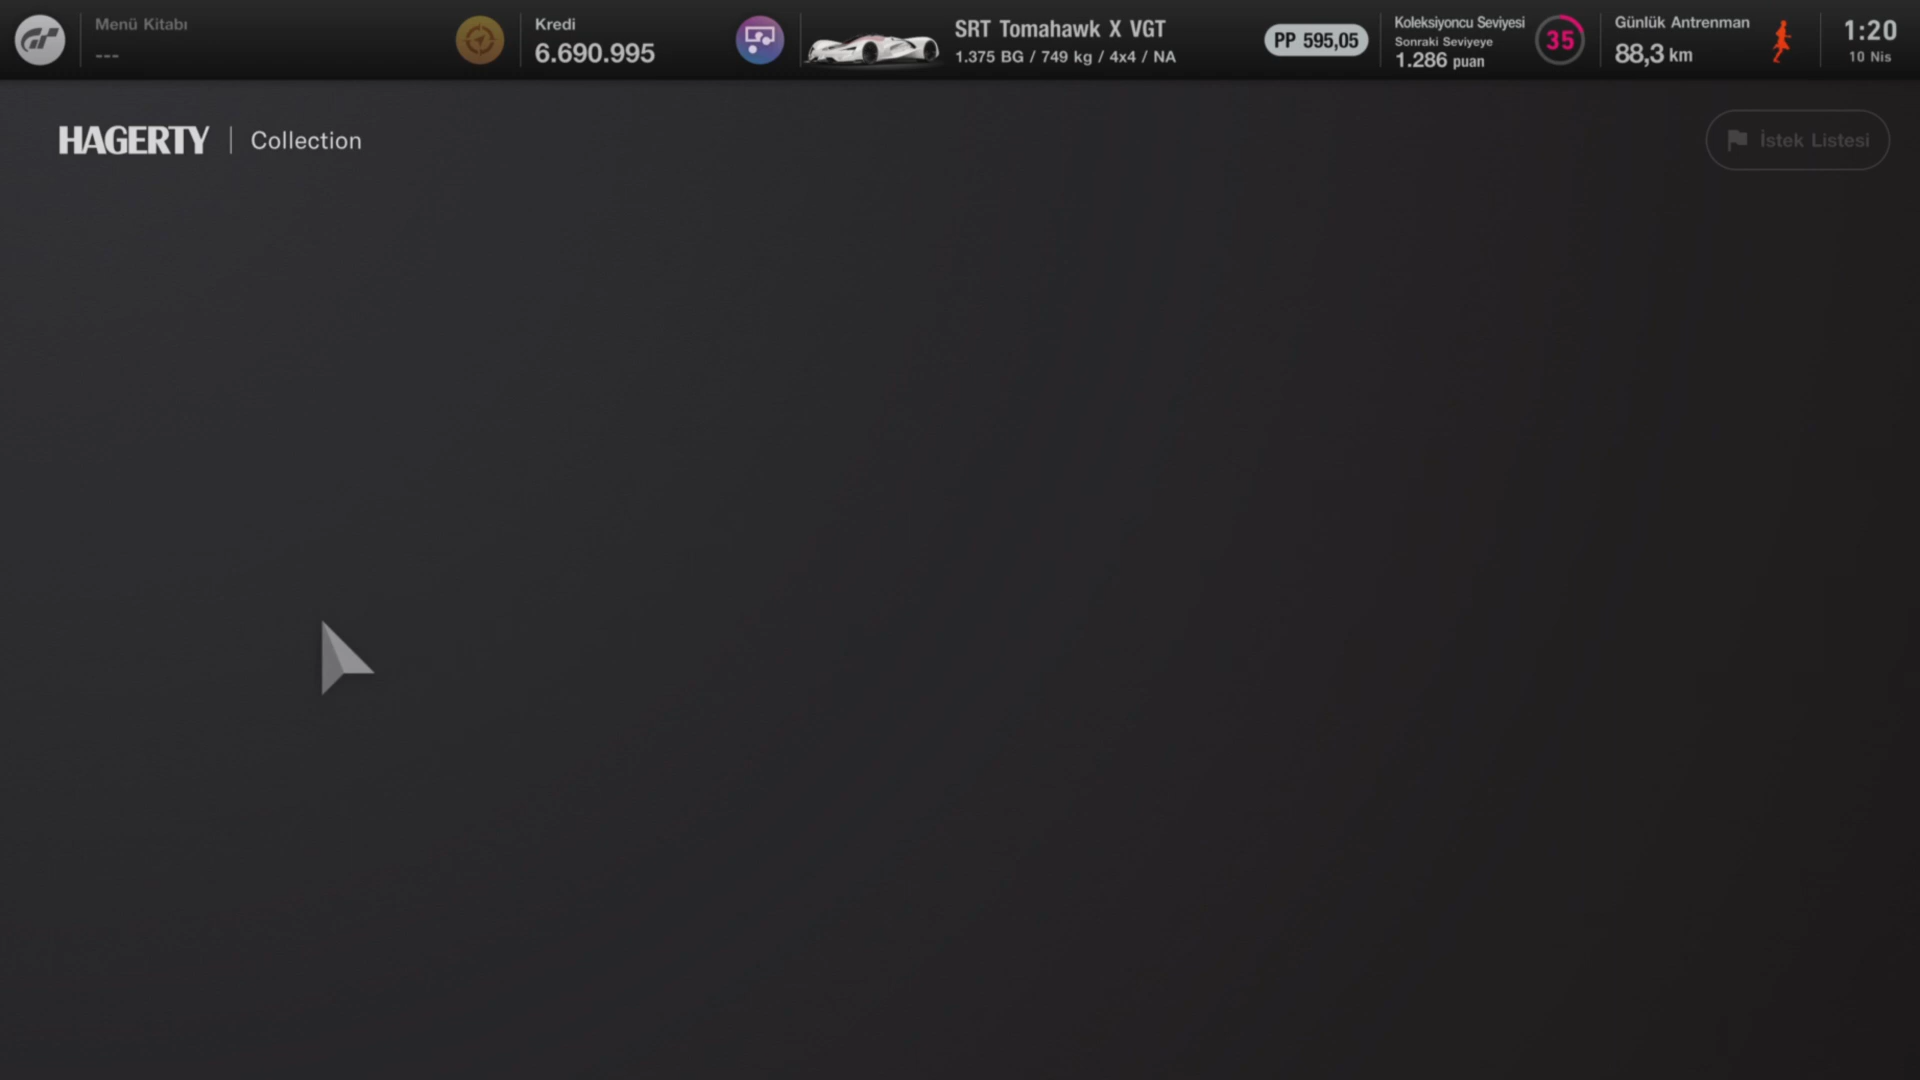 Menü Kitabı
---
Kredi
6.690.995
SRT Tomahawk X VGT
1.375 BG / 749 kg / 4x4 / NA
PP 595,05
Koleksiyoncu Seviyesi
Sonraki Seviyeye
1.286 puan
35
Günlük Antrenman
88,3 km
1:20
10 Nis
HAGERTY | Collection
İstek Listesi